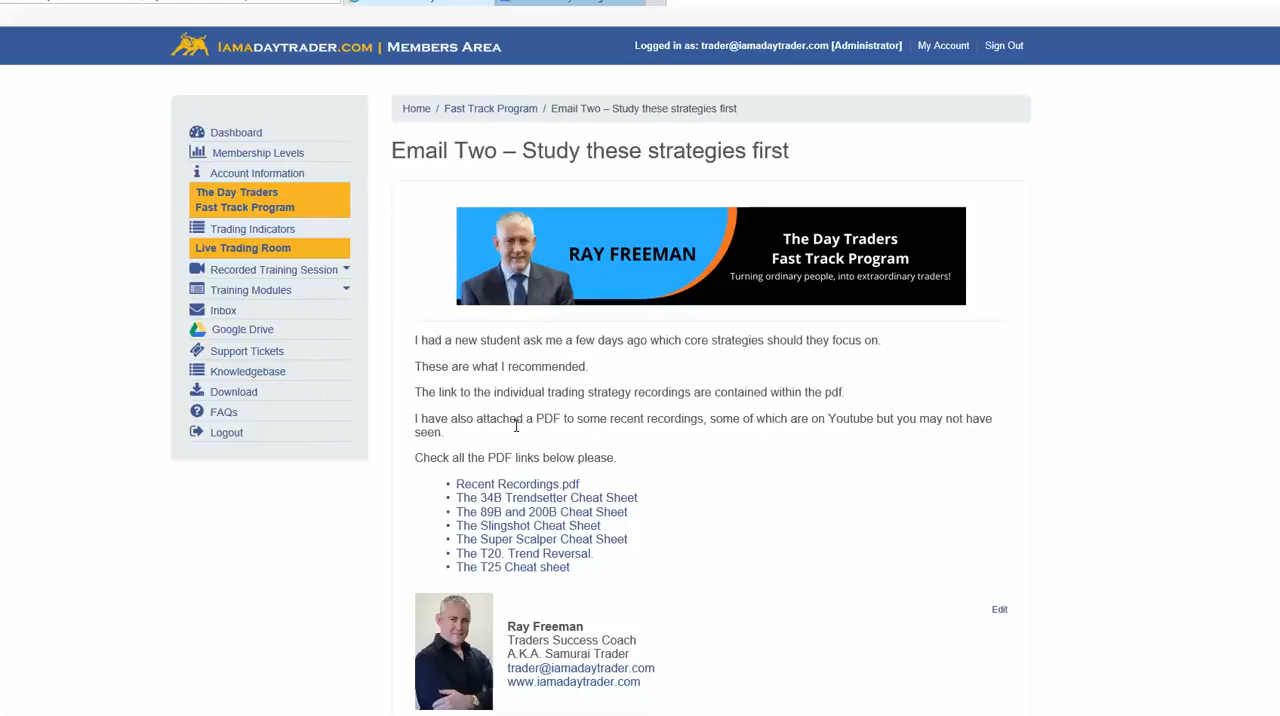 IAMADAYTRADER.COM | MEMBERS AREA
Logged in as: trader@iamadaytrader.com [Administrator]
My Account
Sign Out
Dashboard
Membership Levels
Account Information
The Day Traders
Fast Track Program
Trading Indicators
Live Trading Room
Recorded Training Session
Training Modules
Inbox
Google Drive
Support Tickets
Knowledgebase
Download
FAQs
Logout
Home / Fast Track Program / Email Two – Study these strategies first
Email Two – Study these strategies first
RAY FREEMAN
The Day Traders
Fast Track Program
Turning ordinary people, into extraordinary traders!
I had a new student ask me a few days ago which core strategies should they focus on.
These are what I recommended.
The link to the individual trading strategy recordings are contained within the pdf.
I have also attached a PDF to some recent recordings, some of which are on Youtube but you may not have
seen.
Check all the PDF links below please.
• Recent Recordings.pdf
• The 34B Trendsetter Cheat Sheet
• The 89B and 200B Cheat Sheet
• The Slingshot Cheat Sheet
• The Super Scalper Cheat Sheet
• The T20. Trend Reversal.
• The T25 Cheat sheet
Edit
Ray Freeman
Traders Success Coach
A.K.A. Samurai Trader
trader@iamadaytrader.com
www.iamadaytrader.com